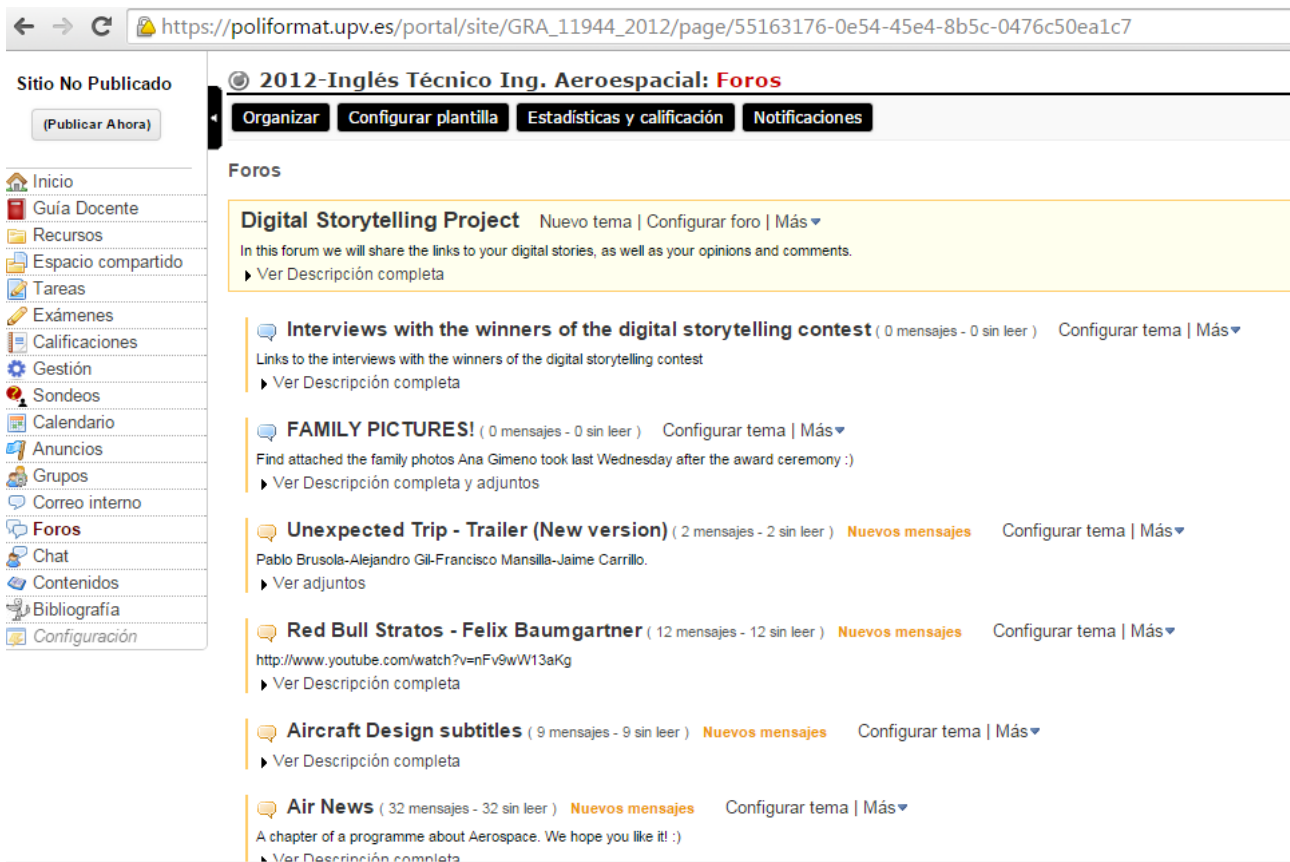 https://poliformat.upv.es/portal/site/GRA_11944_2012/page/55163176-0e54-45e4-8b5c-0476c50ea1c7
Sitio No Publicado
(Publicar Ahora)
Inicio
Guía Docente
Recursos
Espacio compartido
Tareas
Exámenes
Calificaciones
Gestión
Sondeos
Calendario
Anuncios
Grupos
Correo interno
Foros
Chat
Contenidos
Bibliografía
Configuración
2012-Inglés Técnico Ing. Aeroespacial: Foros
Organizar Configurar plantilla Estadísticas y calificación Notificaciones
Foros
Digital Storytelling Project Nuevo tema | Configurar foro | Más
In this forum we will share the links to your digital stories, as well as your opinions and comments.
Ver Descripción completa
Interviews with the winners of the digital storytelling contest ( 0 mensajes - 0 sin leer ) Configurar tema | Más
Links to the interviews with the winners of the digital storytelling contest
Ver Descripción completa
FAMILY PICTURES! ( 0 mensajes - 0 sin leer ) Configurar tema | Más
Find attached the family photos Ana Gimeno took last Wednesday after the award ceremony :)
Ver Descripción completa y adjuntos
Unexpected Trip - Trailer (New version) ( 2 mensajes - 2 sin leer ) Nuevos mensajes Configurar tema | Más
Pablo Brusola-Alejandro Gil-Francisco Mansilla-Jaime Carrillo.
Ver adjuntos
Red Bull Stratos - Felix Baumgartner ( 12 mensajes - 12 sin leer ) Nuevos mensajes Configurar tema | Más
http://www.youtube.com/watch?v=nFv9wW13aKg
Ver Descripción completa
Aircraft Design subtitles ( 9 mensajes - 9 sin leer ) Nuevos mensajes Configurar tema | Más
Ver Descripción completa
Air News ( 32 mensajes - 32 sin leer ) Nuevos mensajes Configurar tema | Más
A chapter of a programme about Aerospace. We hope you like it! :)
Ver Descripción completa